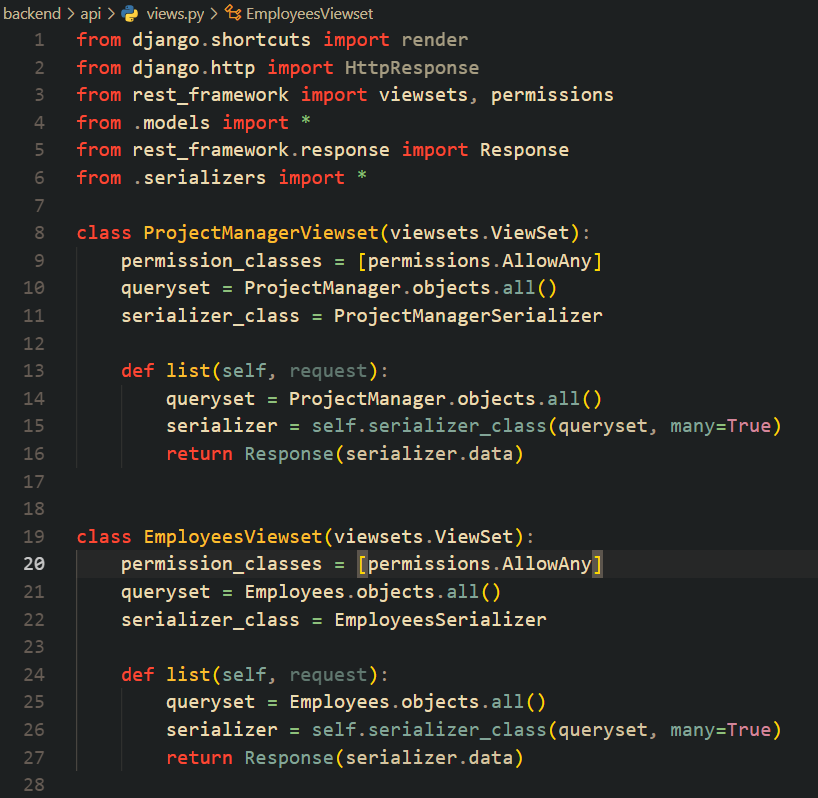 backend > api > views.py > EmployeesViewset
1 from django.shortcuts import render
2 from django.http import HttpResponse
3 from rest_framework import viewsets, permissions
4 from .models import *
5 from rest_framework.response import Response
6 from .serializers import *
7
8 class ProjectManagerViewset(viewsets.ViewSet):
9     permission_classes = [permissions.AllowAny]
10     queryset = ProjectManager.objects.all()
11     serializer_class = ProjectManagerSerializer
12
13     def list(self, request):
14         queryset = ProjectManager.objects.all()
15         serializer = self.serializer_class(queryset, many=True)
16         return Response(serializer.data)
17
18
19 class EmployeesViewset(viewsets.ViewSet):
20     permission_classes = [permissions.AllowAny]
21     queryset = Employees.objects.all()
22     serializer_class = EmployeesSerializer
23
24     def list(self, request):
25         queryset = Employees.objects.all()
26         serializer = self.serializer_class(queryset, many=True)
27         return Response(serializer.data)
28